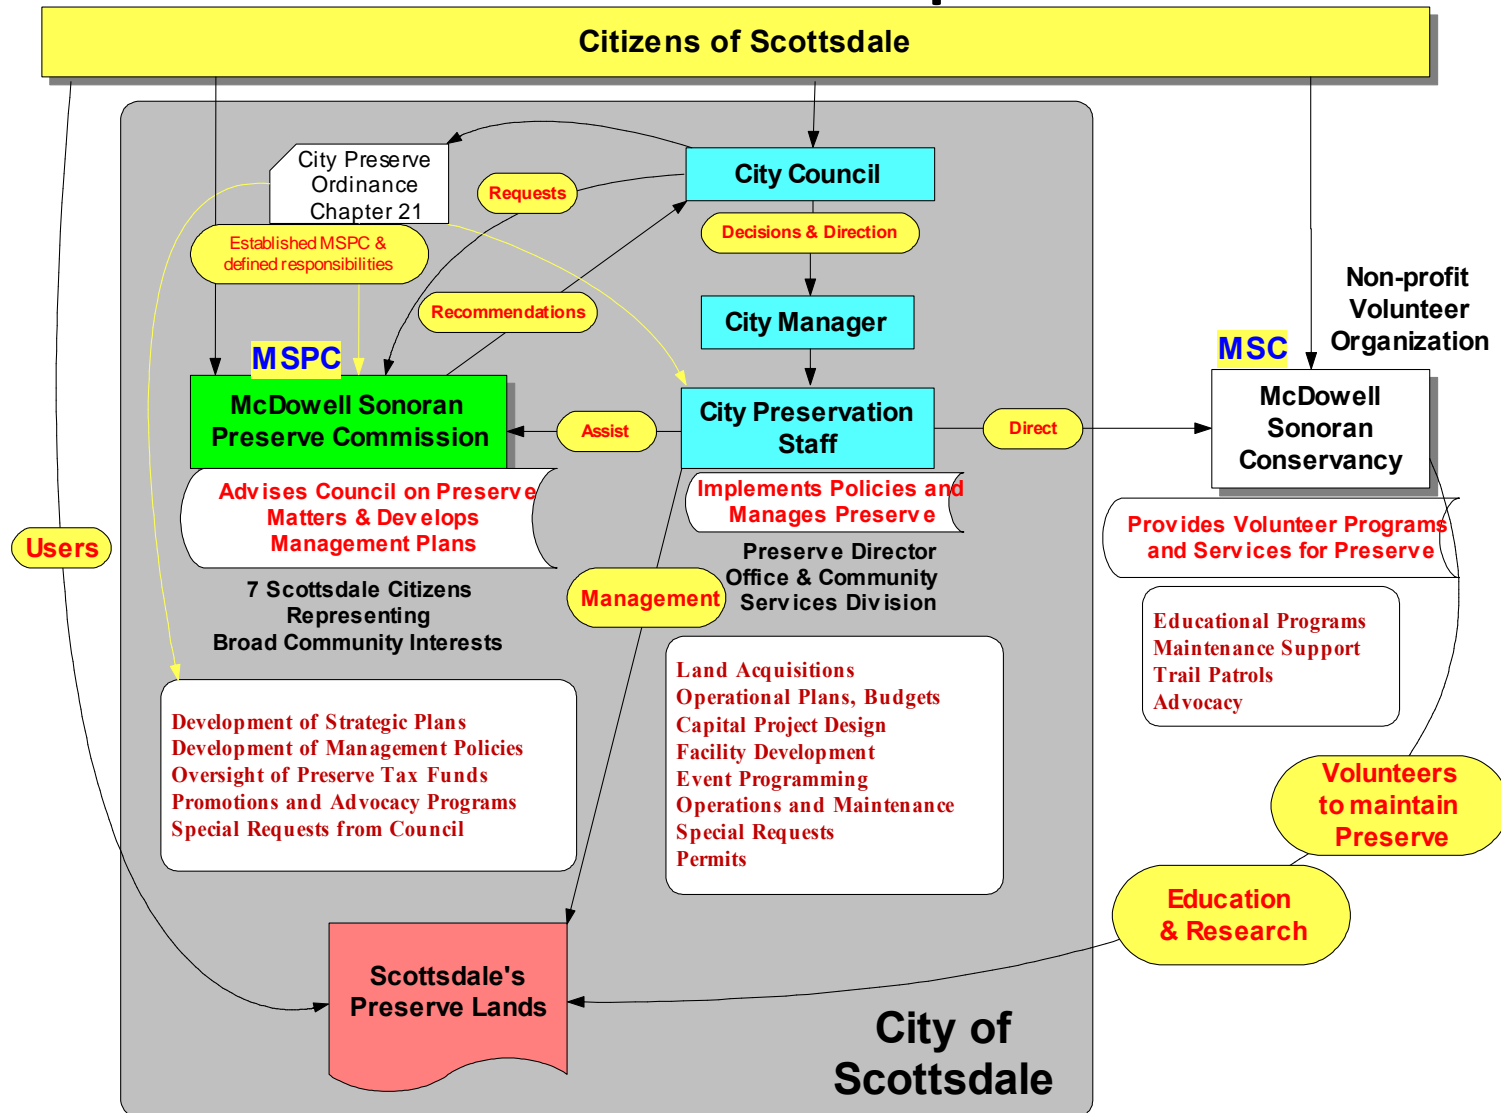 Citizens of Scottsdale
City Preserve
Ordinance
Chapter 21
City Council
Requests
Decisions & Direction
Established MSPC &
defined responsibilities
Recommendations
City Manager
Non-profit
Volunteer
Organization
MSPC
MSC
McDowell Sonoran
Preserve Commission
Assist
City Preservation
Staff
Direct
McDowell
Sonoran
Conservancy
Advises Council on Preserve
Matters & Develops
Management Plans
Implements Policies and
Manages Preserve
Provides Volunteer Programs
and Services for Preserve
Users
7 Scottsdale Citizens
Representing
Broad Community Interests
Management
Preserve Director
Office & Community
Services Division
Educational Programs
Maintenance Support
Trail Patrols
Advocacy
Development of Strategic Plans
Development of Management Policies
Oversight of Preserve Tax Funds
Promotions and Advocacy Programs
Special Requests from Council
Land Acquisitions
Operational Plans, Budgets
Capital Project Design
Facility Development
Event Programming
Operations and Maintenance
Special Requests
Permits
Volunteers
to maintain
Preserve
Education
& Research
Scottsdale's
Preserve Lands
City of
Scottsdale